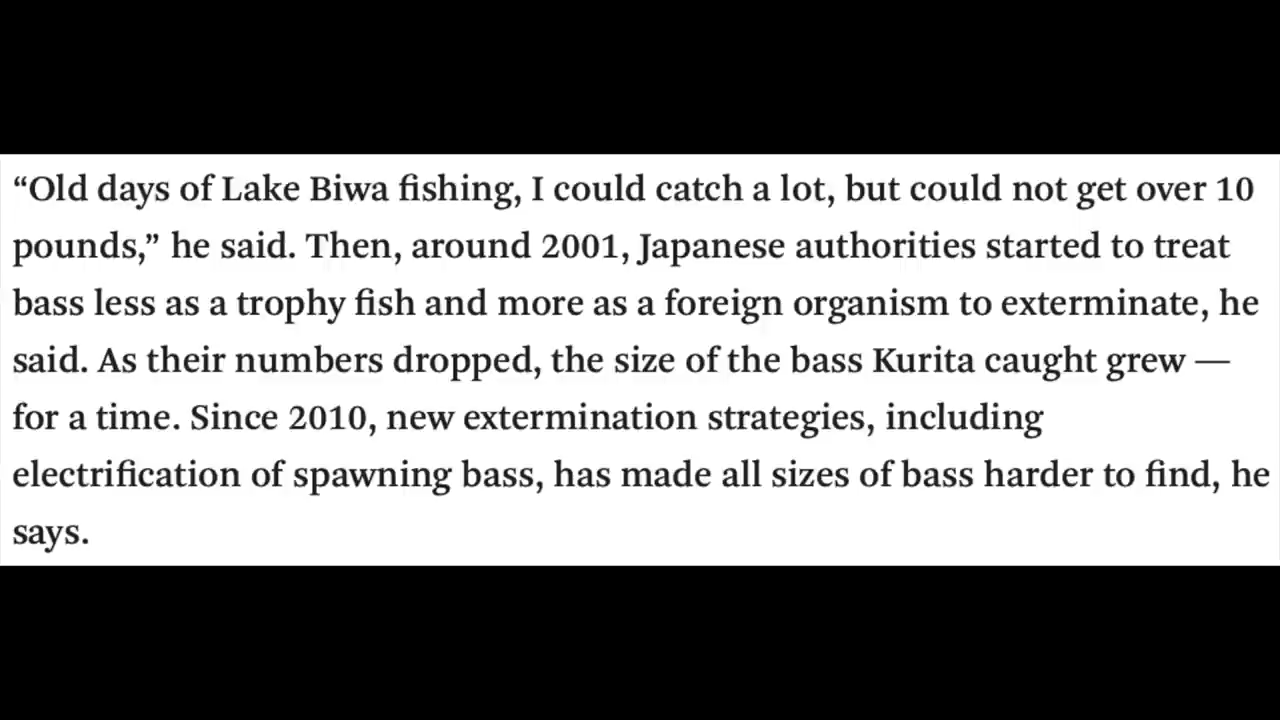 “Old days of Lake Biwa fishing, I could catch a lot, but could not get over 10
pounds,” he said. Then, around 2001, Japanese authorities started to treat
bass less as a trophy fish and more as a foreign organism to exterminate, he
said. As their numbers dropped, the size of the bass Kurita caught grew —
for a time. Since 2010, new extermination strategies, including
electrification of spawning bass, has made all sizes of bass harder to find, he
says.